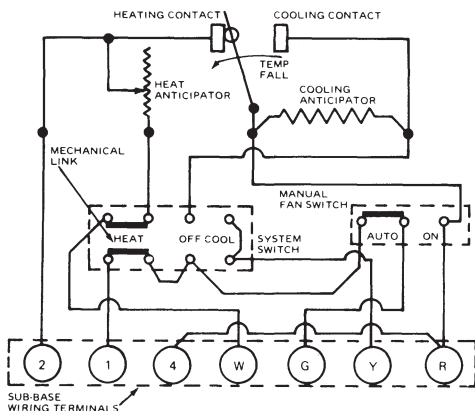 HEATING CONTACT
COOLING CONTACT
TEMP
FALL
HEAT
ANTICIPATOR
COOLING
ANTICIPATOR
MECHANICAL
LINK
MANUAL
FAN SWITCH
HEAT
OFF COOL
SYSTEM
SWITCH
AUTO
ON
2
1
4
W
G
Y
R
SUB-BASE
WIRING TERMINALS